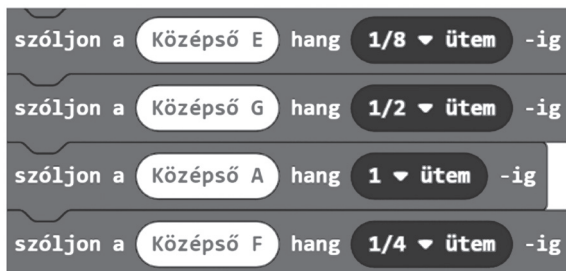 szóljon a Középső E hang 1/8 ütem -ig
szóljon a Középső G hang 1/2 ütem -ig
szóljon a Középső A hang 1 ütem -ig
szóljon a Középső F hang 1/4 ütem -ig